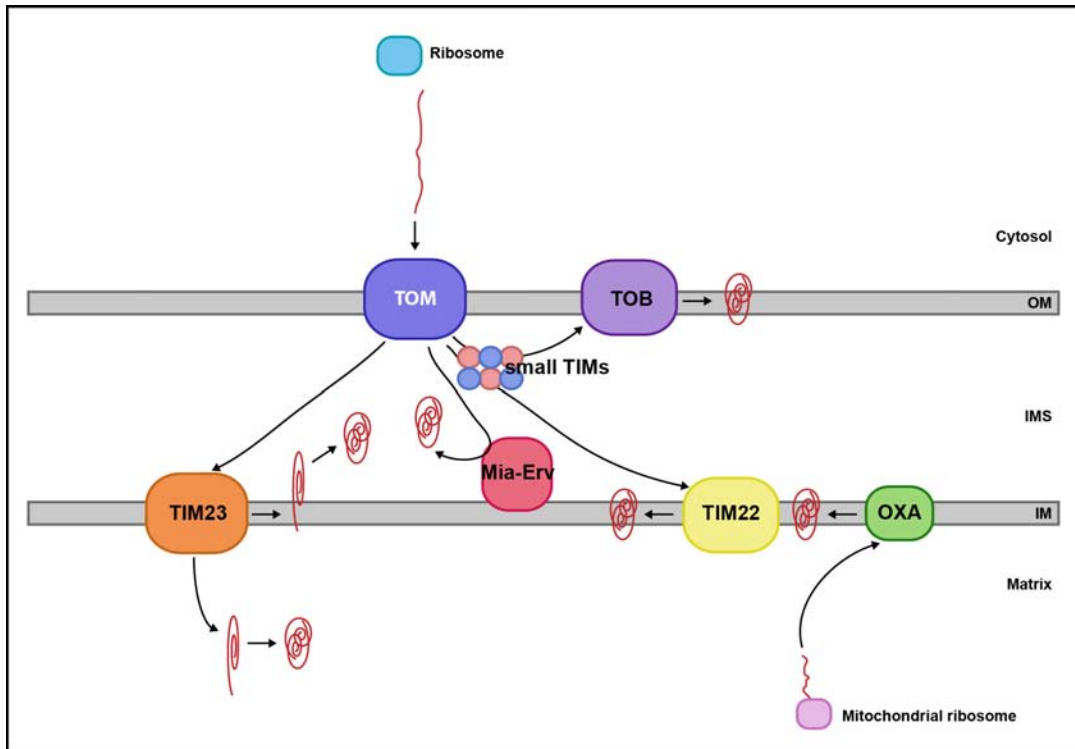 Ribosome
Cytosol
TOM
TOB
OM
small TIMs
IMS
Mia-Erv
TIM23
TIM22
OXA
IM
Matrix
Mitochondrial ribosome